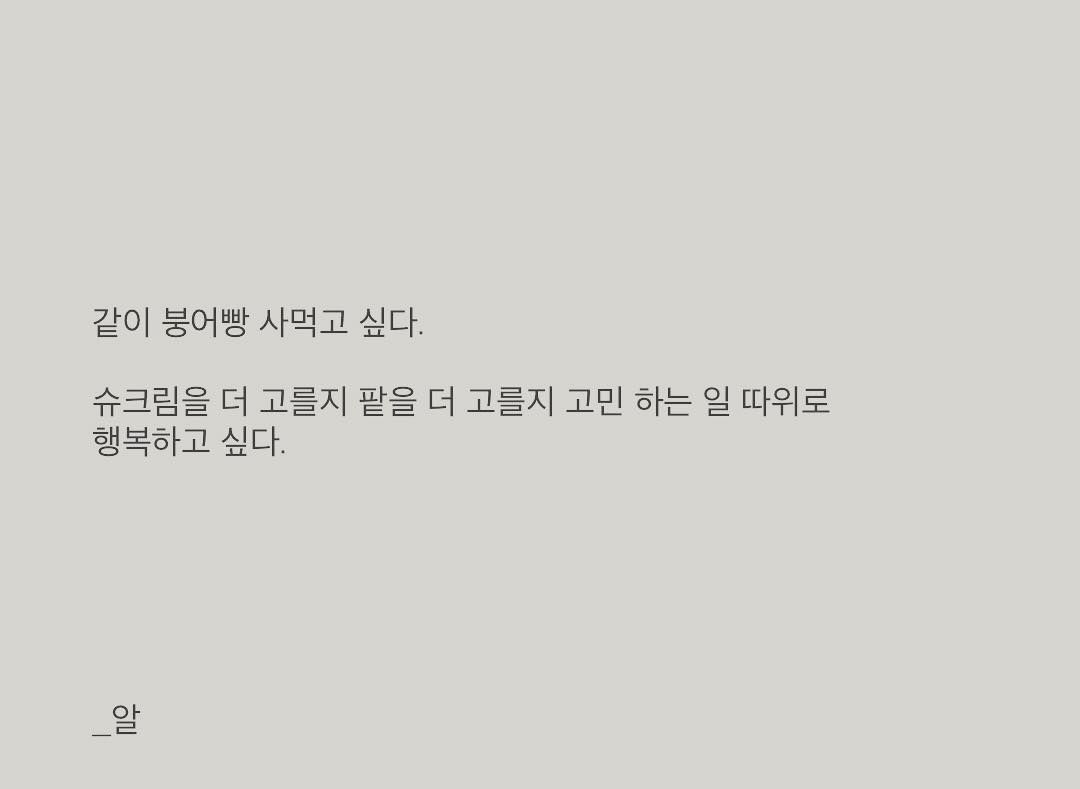 같이 붕어빵 사먹고 싶다.
슈크림을 더 고를지 팥을 더 고를지 고민 하는 일 따위로
행복하고 싶다.
_알